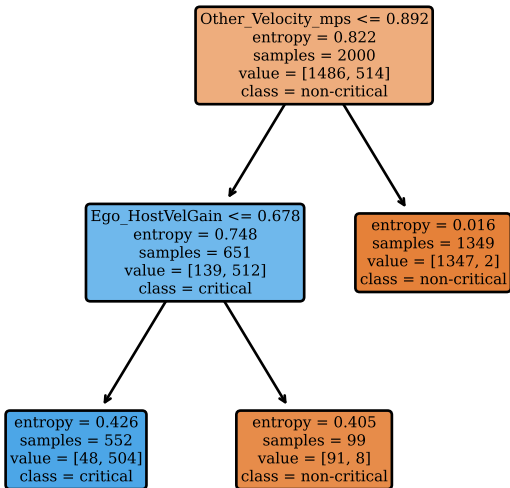 Other_Velocity_mps <= 0.892
entropy = 0.822
samples = 2000
value = [1486, 514]
class = non-critical
Ego_HostVelGain <= 0.678
entropy = 0.748
samples = 651
value = [139, 512]
class = critical
entropy = 0.016
samples = 1349
value = [1347, 2]
class = non-critical
entropy = 0.426
samples = 552
value = [48, 504]
class = critical
entropy = 0.405
samples = 99
value = [91, 8]
class = non-critical